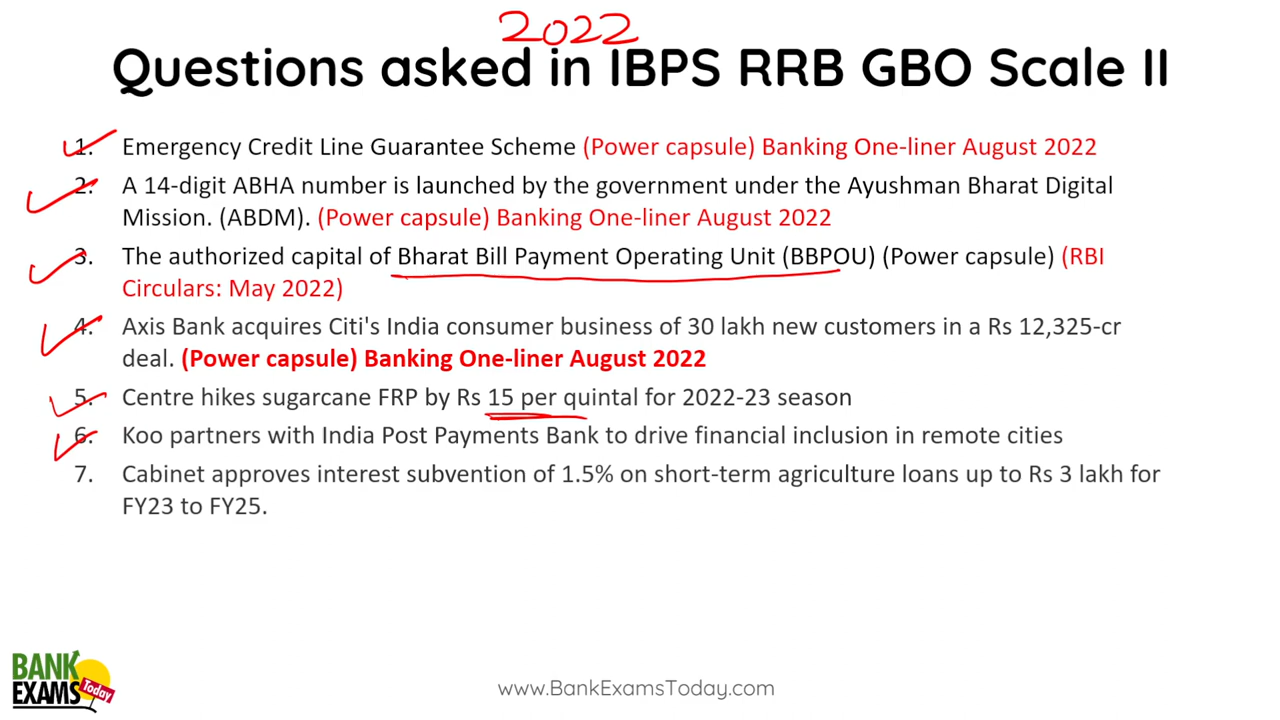 2022
Questions asked in IBPS RRB GBO Scale II
1. Emergency Credit Line Guarantee Scheme (Power capsule) Banking One-liner August 2022
2. A 14-digit ABHA number is launched by the government under the Ayushman Bharat Digital
Mission. (ABDM). (Power capsule) Banking One-liner August 2022
3. The authorized capital of Bharat Bill Payment Operating Unit (BBPOU) (Power capsule) (RBI
Circulars: May 2022)
4. Axis Bank acquires Citi's India consumer business of 30 lakh new customers in a Rs 12,325-cr
deal. (Power capsule) Banking One-liner August 2022
5. Centre hikes sugarcane FRP by Rs 15 per quintal for 2022-23 season
6. Koo partners with India Post Payments Bank to drive financial inclusion in remote cities
7. Cabinet approves interest subvention of 1.5% on short-term agriculture loans up to Rs 3 lakh for
FY23 to FY25.
BANK
EXAMS Today
www.BankExamsToday.com